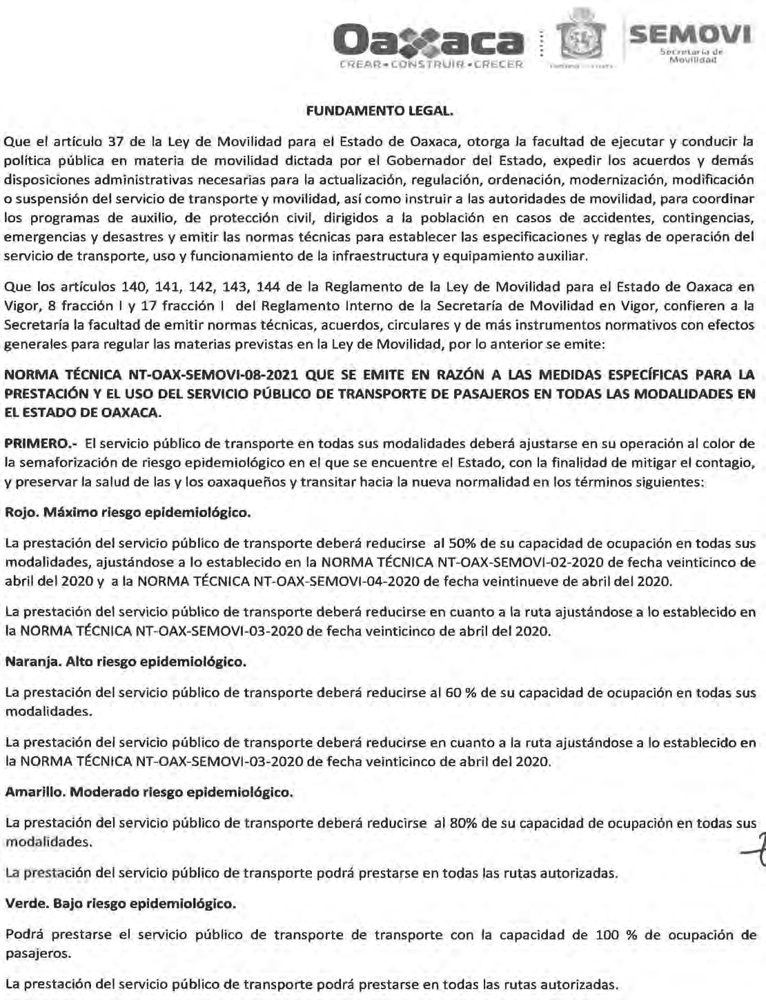 Oaxaca
CREAR•CONSTRUIR•CRECER
SEMOVI
Secretaría de
Movilidad
FUNDAMENTO LEGAL.
Que el artículo 37 de la Ley de Movilidad para el Estado de Oaxaca, otorga la facultad de ejecutar y conducir la
política pública en materia de movilidad dictada por el Gobernador del Estado, expedir los acuerdos y demás
disposiciones administrativas necesarias para la actualización, regulación, ordenación, modernización, modificación
o suspensión del servicio de transporte y movilidad, así como instruir a las autoridades de movilidad, para coordinar
los programas de auxilio, de protección civil, dirigidos a la población en casos de accidentes, contingencias,
emergencias y desastres y emitir las normas técnicas para establecer las especificaciones y reglas de operación del
servicio de transporte, uso y funcionamiento de la infraestructura y equipamiento auxiliar.
Que los artículos 140, 141, 142, 143, 144 de la Reglamento de la Ley de Movilidad para el Estado de Oaxaca en
Vigor, 8 fracción I y 17 fracción I del Reglamento Interno de la Secretaría de Movilidad en Vigor, confieren a la
Secretaría la facultad de emitir normas técnicas, acuerdos, circulares y de más instrumentos normativos con efectos
generales para regular las materias previstas en la Ley de Movilidad, por lo anterior se emite:
NORMA TÉCNICA NT-OAX-SEMOVI-08-2021 QUE SE EMITE EN RAZÓN A LAS MEDIDAS ESPECÍFICAS PARA LA
PRESTACIÓN Y EL USO DEL SERVICIO PÚBLICO DE TRANSPORTE DE PASAJEROS EN TODAS LAS MODALIDADES EN
EL ESTADO DE OAXACA.
PRIMERO.- El servicio público de transporte en todas sus modalidades deberá ajustarse en su operación al color de
la semaforización de riesgo epidemiológico en el que se encuentre el Estado, con la finalidad de mitigar el contagio,
y preservar la salud de las y los oaxaqueños y transitar hacia la nueva normalidad en los términos siguientes:
Rojo. Máximo riesgo epidemiológico.
La prestación del servicio público de transporte deberá reducirse al 50% de su capacidad de ocupación en todas sus
modalidades, ajustándose a lo establecido en la NORMA TÉCNICA NT-OAX-SEMOVI-02-2020 de fecha veinticinco de
abril del 2020 y a la NORMA TÉCNICA NT-OAX-SEMOVI-04-2020 de fecha veintinueve de abril del 2020.
La prestación del servicio público de transporte deberá reducirse en cuanto a la ruta ajustándose a lo establecido en
la NORMA TÉCNICA NT-OAX-SEMOVI-03-2020 de fecha veinticinco de abril del 2020.
Naranja. Alto riesgo epidemiológico.
La prestación del servicio público de transporte deberá reducirse al 60 % de su capacidad de ocupación en todas sus
modalidades.
La prestación del servicio público de transporte deberá reducirse en cuanto a la ruta ajustándose a lo establecido en
la NORMA TÉCNICA NT-OAX-SEMOVI-03-2020 de fecha veinticinco de abril del 2020.
Amarillo. Moderado riesgo epidemiológico.
La prestación del servicio público de transporte deberá reducirse al 80% de su capacidad de ocupación en todas sus
modalidades.
La prestación del servicio público de transporte podrá prestarse en todas las rutas autorizadas.
Verde. Bajo riesgo epidemiológico.
Podrá prestarse el servicio público de transporte de transporte con la capacidad de 100 % de ocupación de
pasajeros.
La prestación del servicio público de transporte podrá prestarse en todas las rutas autorizadas.